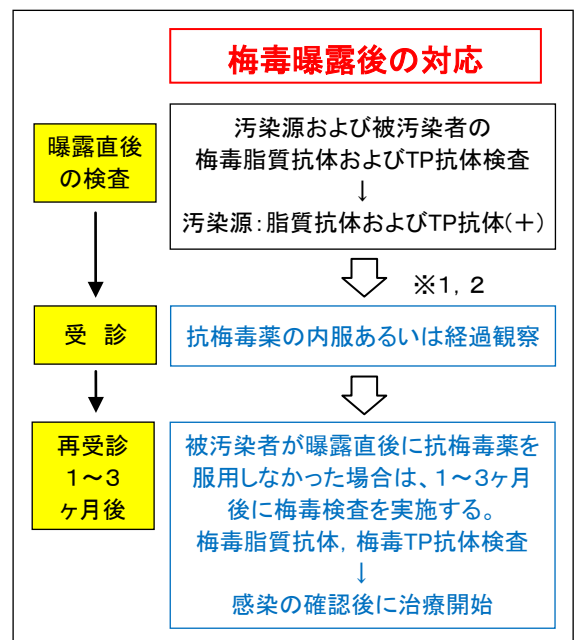 梅毒曝露後の対応
曝露直後
の検査
汚染源および被汚染者の
梅毒脂質抗体およびTP抗体検査
↓
汚染源：脂質抗体およびTP抗体(＋)
※1，2
受　診
抗梅毒薬の内服あるいは経過観察
再受診
1～3
ヶ月後
被汚染者が曝露直後に抗梅毒薬を
服用しなかった場合は、1～3ヶ月
後に梅毒検査を実施する。
梅毒脂質抗体，梅毒TP抗体検査
↓
感染の確認後に治療開始